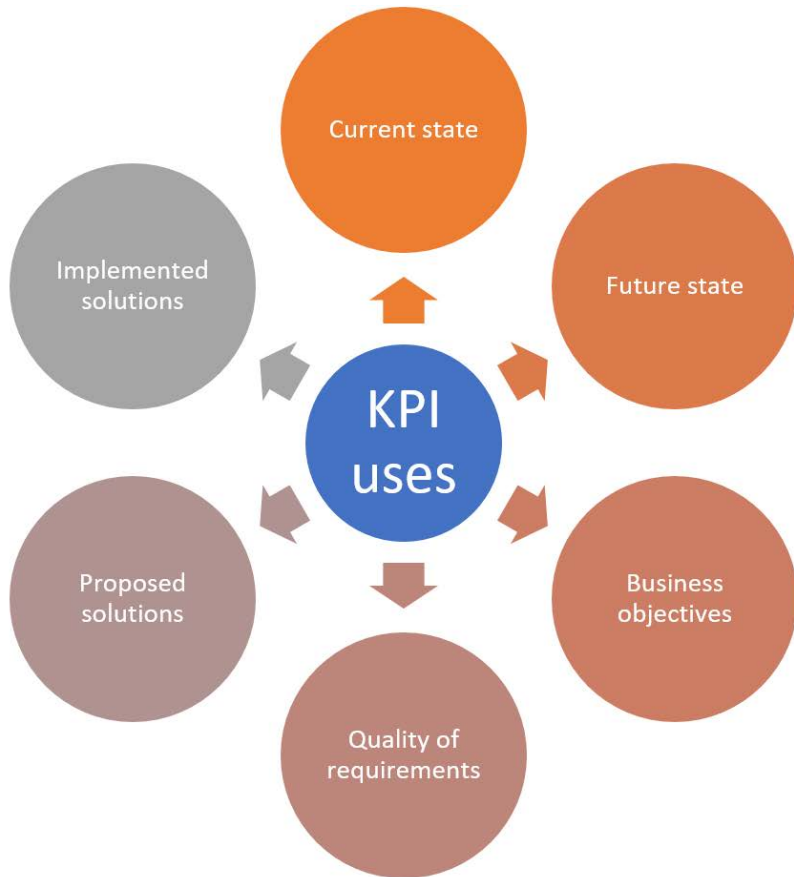 Current state
Future state
Business
objectives
Quality of
requirements
Proposed
solutions
Implemented
solutions
KPI
uses